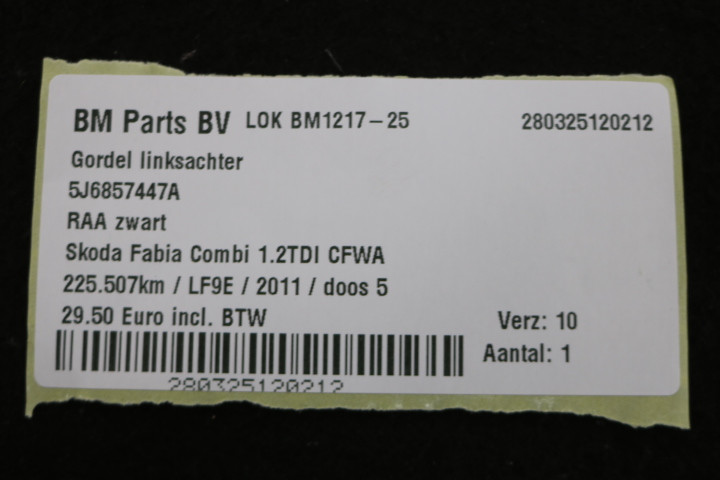 BM Parts BV LOK BM1217-25 280325120212
Gordel linksachter
5J6857447A
RAA zwart
Skoda Fabia Combi 1.2TDI CFWA
225.507km / LF9E / 2011 / doos 5
29.50 Euro incl. BTW Verz: 10
Aantal: 1
280325120212